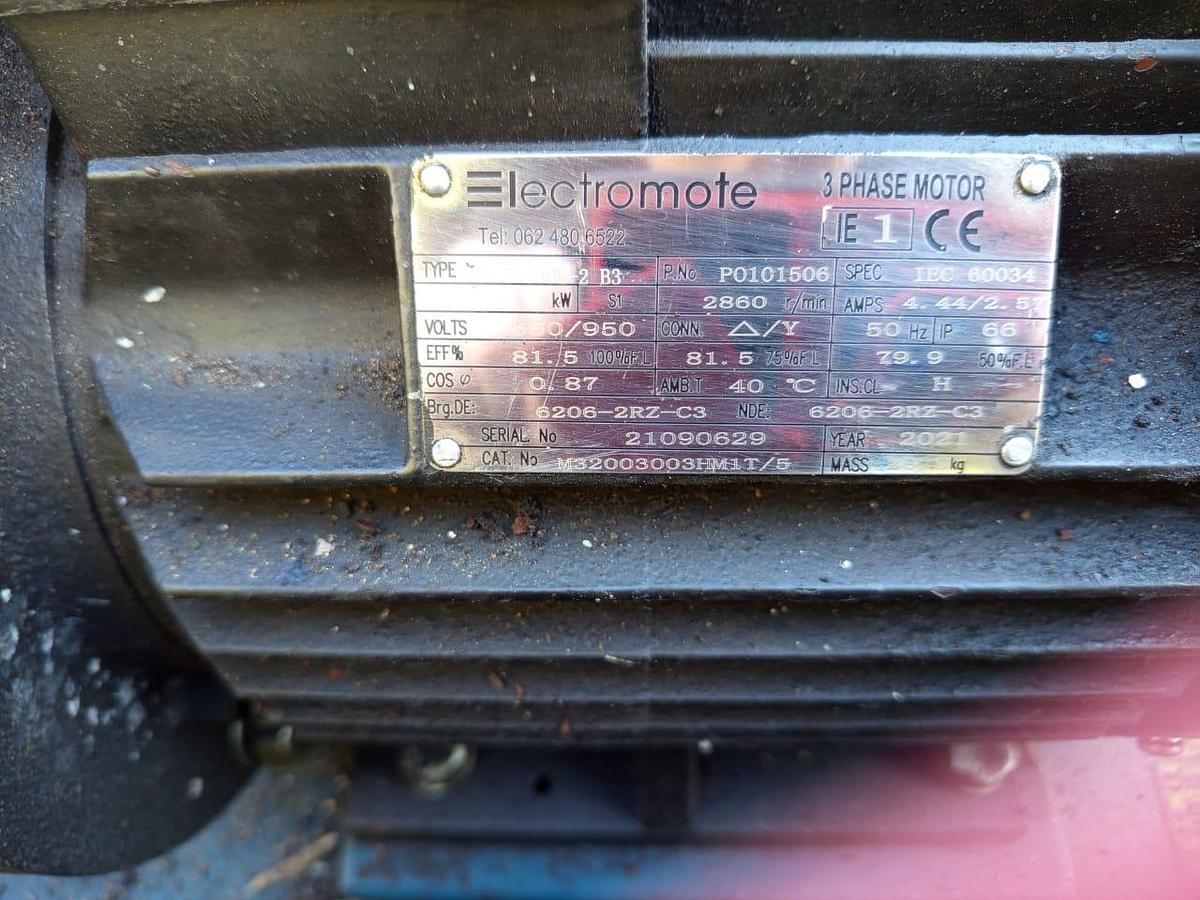 Electromote 3 PHASE MOTOR
Tel: 062 480 6522 IE 1 CE
TYPE -2 B3 P.No P0101506 SPEC IEC 60034
kW S1 2860 r/min AMPS 4.44/2.57
VOLTS 550/950 CONN. △/Y 50 Hz IP 66
EFF% 81.5 100%F.L 81.5 75%F.L 79.9 50%F.L
COS φ 0.87 AMB.T 40 °C INS.CL H
Brg.DE: 6206-2RZ-C3 NDE: 6206-2RZ-C3
SERIAL No 21090629 YEAR 2021
CAT. No M32003003HM1T/5 MASS kg